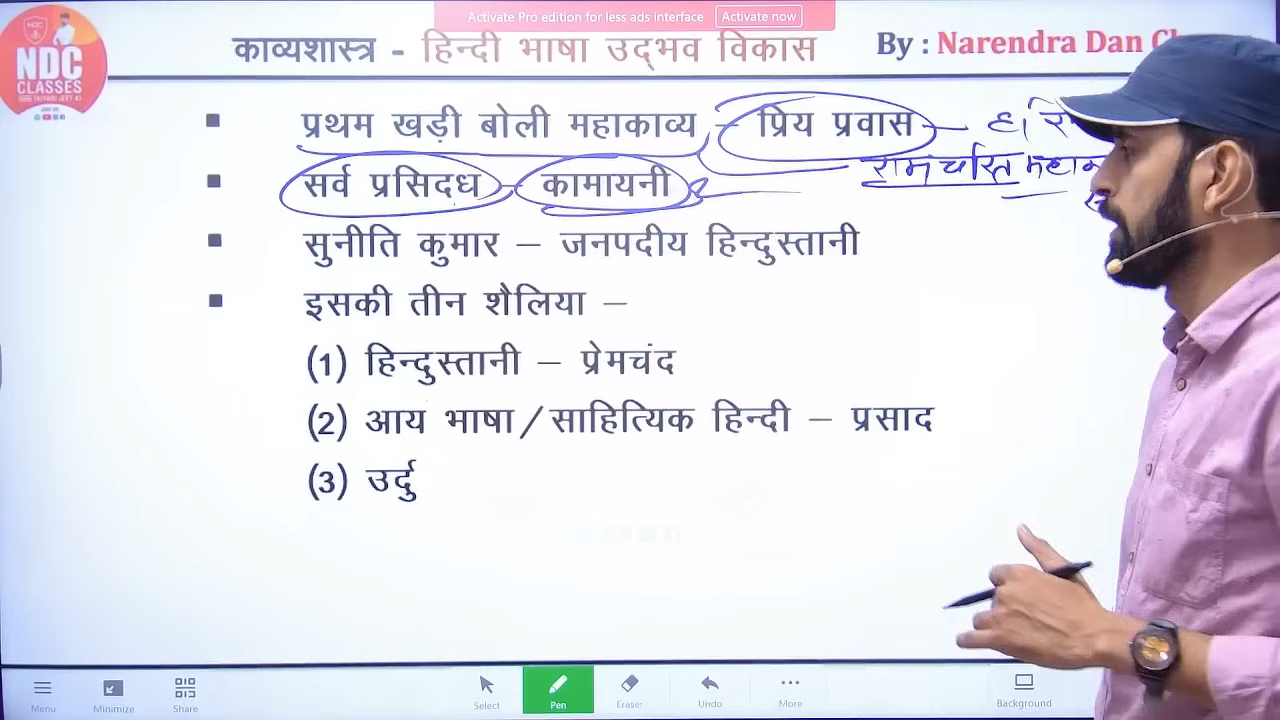 Activate Pro edition for less ads interface Activate now
NDC
CLASSES
काव्यशास्त्र - हिन्दी भाषा उद्भव विकास
By : Narendra Dan
▪ प्रथम खड़ी बोली महाकाव्य – प्रिय प्रवास –
रामचरित
▪ सर्व प्रसिदध – कामायनी
▪ सुनीति कुमार – जनपदीय हिन्दुस्तानी
▪ इसकी तीन शैलिया –
(1) हिन्दुस्तानी – प्रेमचंद
(2) आय भाषा/साहित्यिक हिन्दी – प्रसाद
(3) उर्दु
Menu Minimize Share Select Pen Eraser Undo More Background